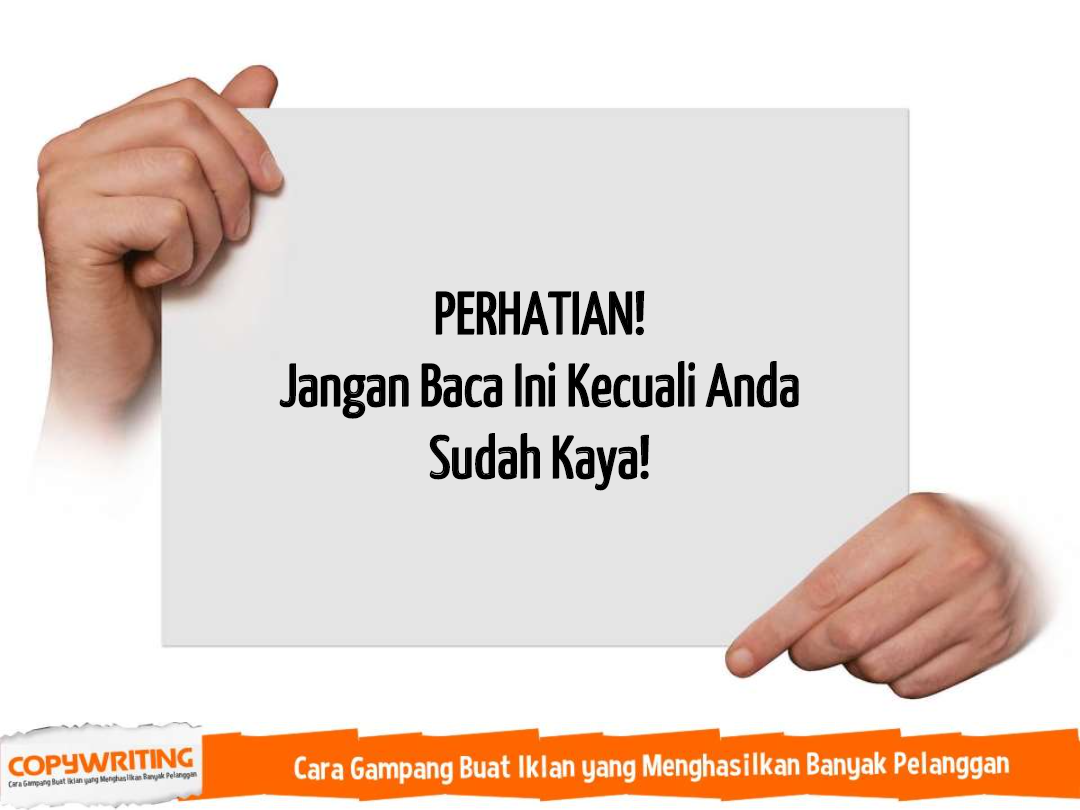 PERHATIAN!
Jangan Baca Ini Kecuali Anda
Sudah Kaya!
COPYWRITING
Cara Gampang Buat Iklan yang Menghasilkan Banyak Pelanggan
Cara Gampang Buat Iklan yang Menghasilkan Banyak Pelanggan